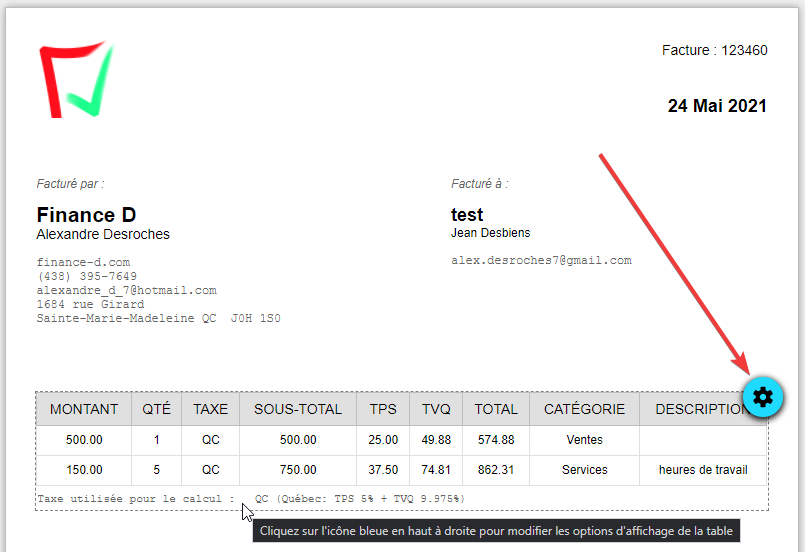 Facture : 123460
24 Mai 2021
Facturé par :
Facturé à :
Finance D
test
Alexandre Desroches
Jean Desbiens
finance-d.com
alex.desroches7@gmail.com
(438) 395-7649
alexandre_d_7@hotmail.com
1684 rue Girard
Sainte-Marie-Madeleine QC J0H 1S0
MONTANT QTÉ TAXE SOUS-TOTAL TPS TVQ TOTAL CATÉGORIE DESCRIPTION
500.00 1 QC 500.00 25.00 49.88 574.88 Ventes
150.00 5 QC 750.00 37.50 74.81 862.31 Services heures de travail
Taxe utilisée pour le calcul : QC (Québec: TPS 5% + TVQ 9.975%)
Cliquez sur l'icône bleue en haut à droite pour modifier les options d'affichage de la table